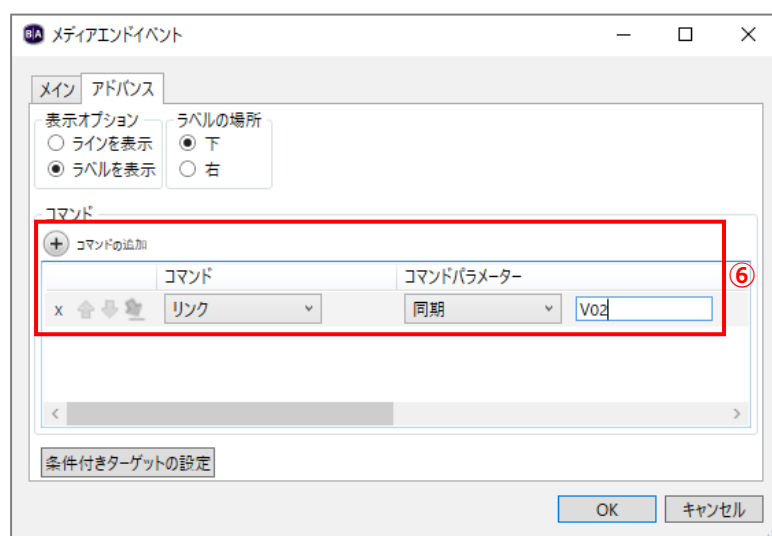 B:A メディアエンドイベント
メイン アドバンス
表示オプション ラベルの場所
ラインを表示 下
ラベルを表示 右
コマンド
コマンドの追加
コマンド コマンドパラメーター
⑥
x リンク 同期 V02
条件付きターゲットの設定
OK キャンセル